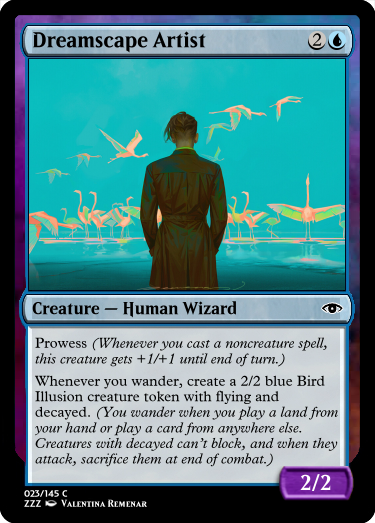 Dreamscape Artist 2
Creature — Human Wizard
Prowess (Whenever you cast a noncreature spell,
this creature gets +1/+1 until end of turn.)
Whenever you wander, create a 2/2 blue Bird
Illusion creature token with flying and
decayed. (You wander when you play a land from
your hand or play a card from anywhere else.
Creatures with decayed can't block, and when they
attack, sacrifice them at end of combat.)
2/2
023/145 C
ZZZ Valentina Remenar